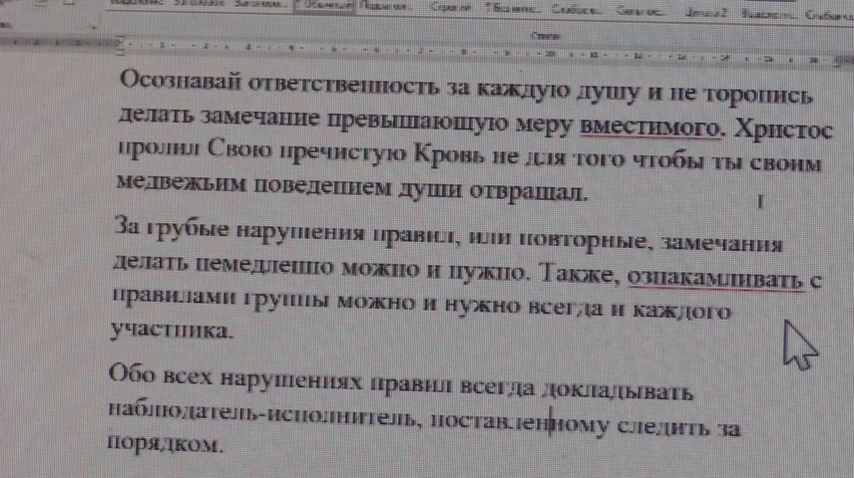 Осознавай ответственность за каждую душу и не торопись
делать замечание превышающую меру вместимого. Христос
пролил Свою пречистую Кровь не для того чтобы ты своим
медвежьим поведением души отвращал.
За грубые нарушения правил, или повторные, замечания
делать немедленно можно и нужно. Также, ознакамливать с
правилами группы можно и нужно всегда и каждого
участника.
Обо всех нарушениях правил всегда докладывать
наблюдатель-исполнитель, поставленному следить за
порядком.